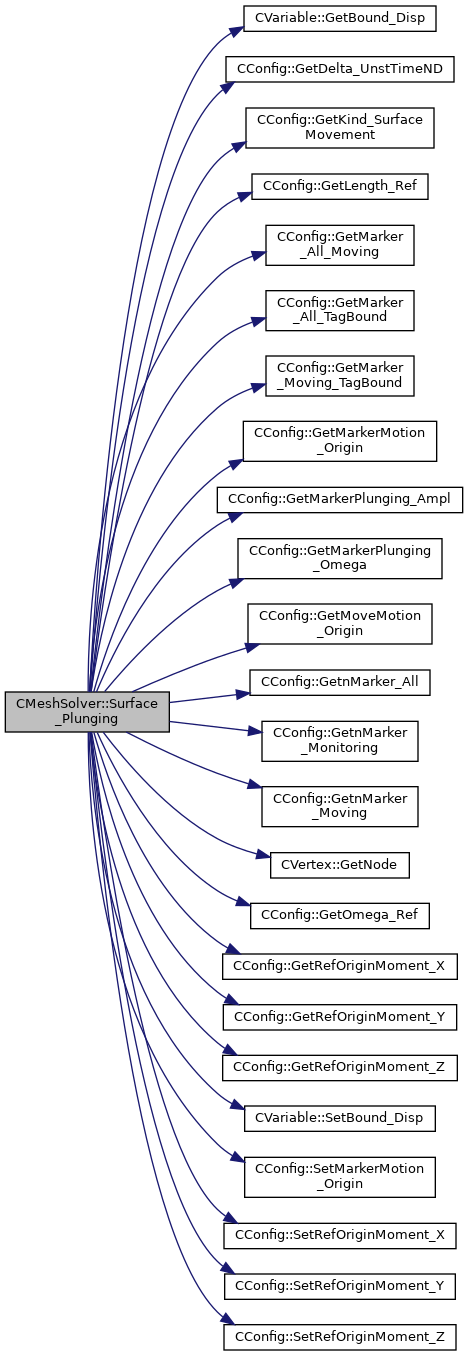 CVariable::GetBound_Disp
CConfig::GetDelta_UnstTimeND
CConfig::GetKind_Surface
Movement
CConfig::GetLength_Ref
CConfig::GetMarker
_All_Moving
CConfig::GetMarker
_All_TagBound
CConfig::GetMarker
_Moving_TagBound
CConfig::GetMarkerMotion
_Origin
CConfig::GetMarkerPlunging_Ampl
CConfig::GetMarkerPlunging
_Omega
CConfig::GetMoveMotion
_Origin
CConfig::GetnMarker_All
CMeshSolver::Surface
_Plunging
CConfig::GetnMarker
_Monitoring
CConfig::GetnMarker
_Moving
CVertex::GetNode
CConfig::GetOmega_Ref
CConfig::GetRefOriginMoment_X
CConfig::GetRefOriginMoment_Y
CConfig::GetRefOriginMoment_Z
CVariable::SetBound_Disp
CConfig::SetMarkerMotion
_Origin
CConfig::SetRefOriginMoment_X
CConfig::SetRefOriginMoment_Y
CConfig::SetRefOriginMoment_Z